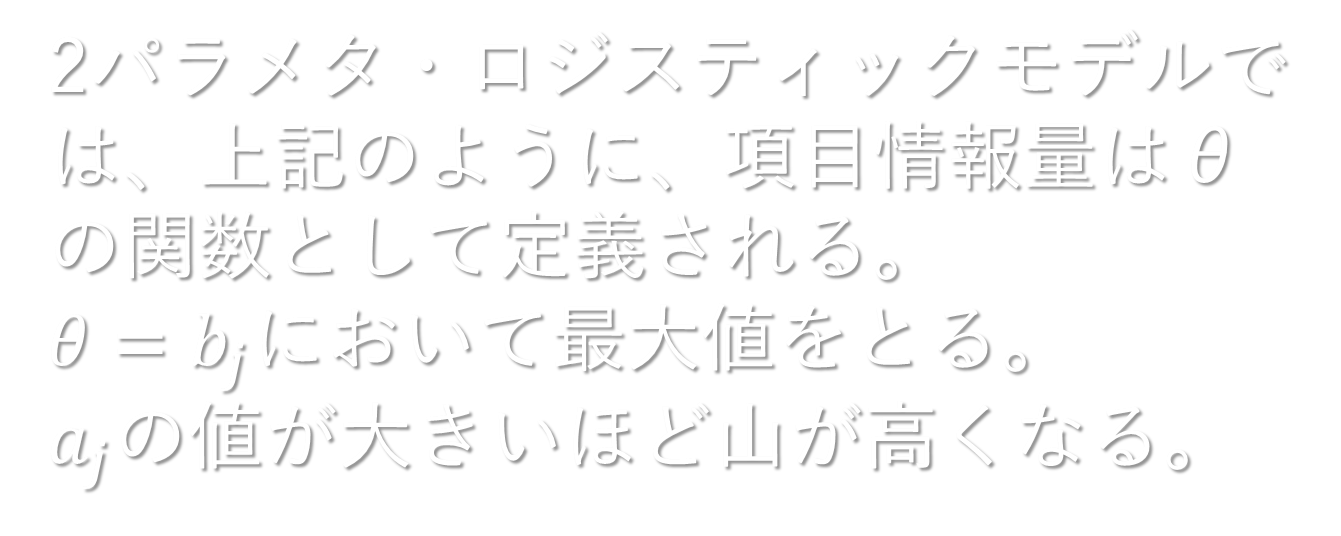 2パラメタ・ロジスティックモデルで
は、上記のように、項目情報量は θ
の関数として定義される。
θ = bjにおいて最大値をとる。
ajの値が大きいほど山が高くなる。